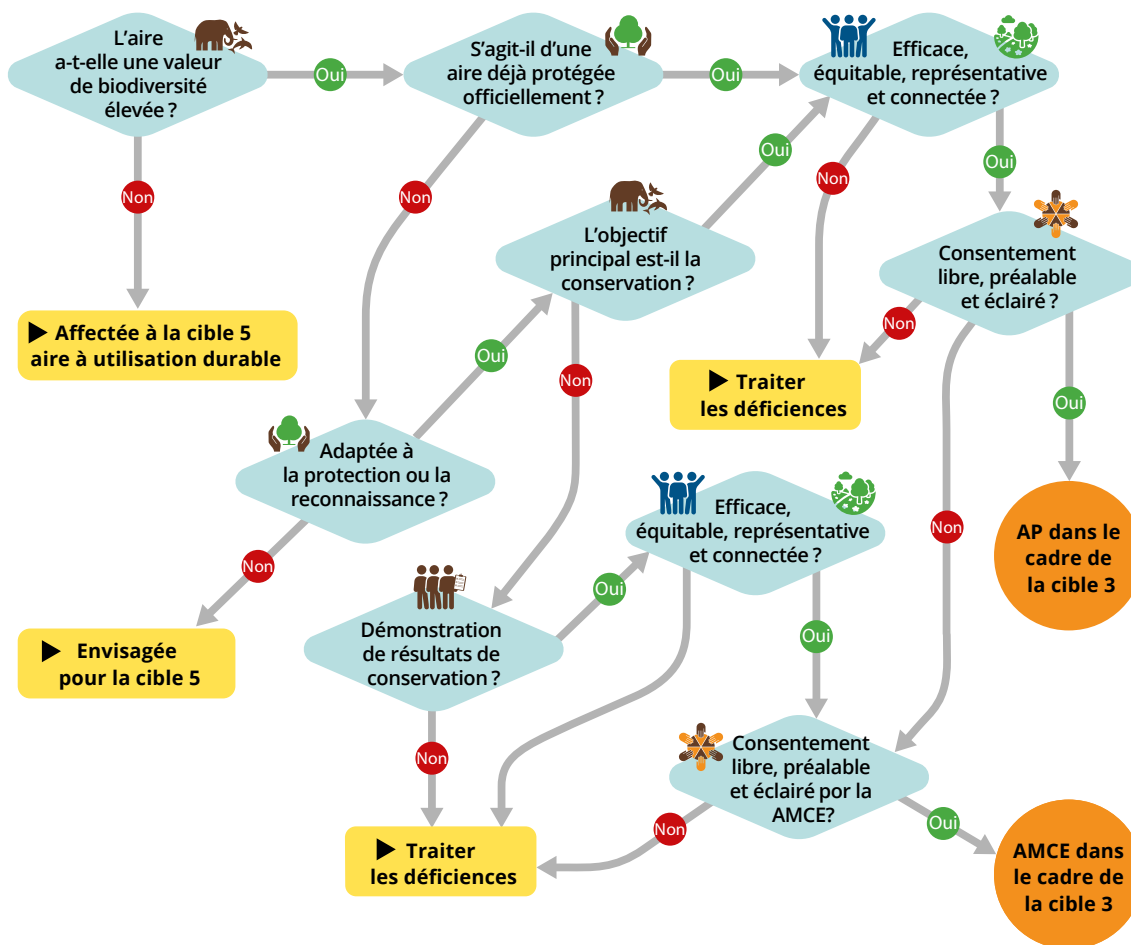 L'aire
a-t-elle une valeur
de biodiversité
élevée ?
Oui
S'agit-il d'une
aire déjà protégée
officiellement ?
Oui
Efficace,
équitable, représentative
et connectée ?
Non
Non
Oui
Non
Oui
L'objectif
principal est-il la
conservation ?
Consentement
libre, préalable
et éclairé ?
▶ Affectée à la cible 5
aire à utilisation durable
Oui
Non
Non
▶ Traiter
les déficiences
Oui
Adaptée à
la protection ou la
reconnaissance ?
Efficace,
équitable, représentative
et connectée ?
Non
AP dans le
cadre de
la cible 3
Non
Oui
Démonstration
de résultats de
conservation ?
Oui
▶ Envisagée
pour la cible 5
Non
Consentement
libre, préalable
et éclairé por la
AMCE?
Non
Oui
▶ Traiter
les déficiences
AMCE dans
le cadre de
la cible 3